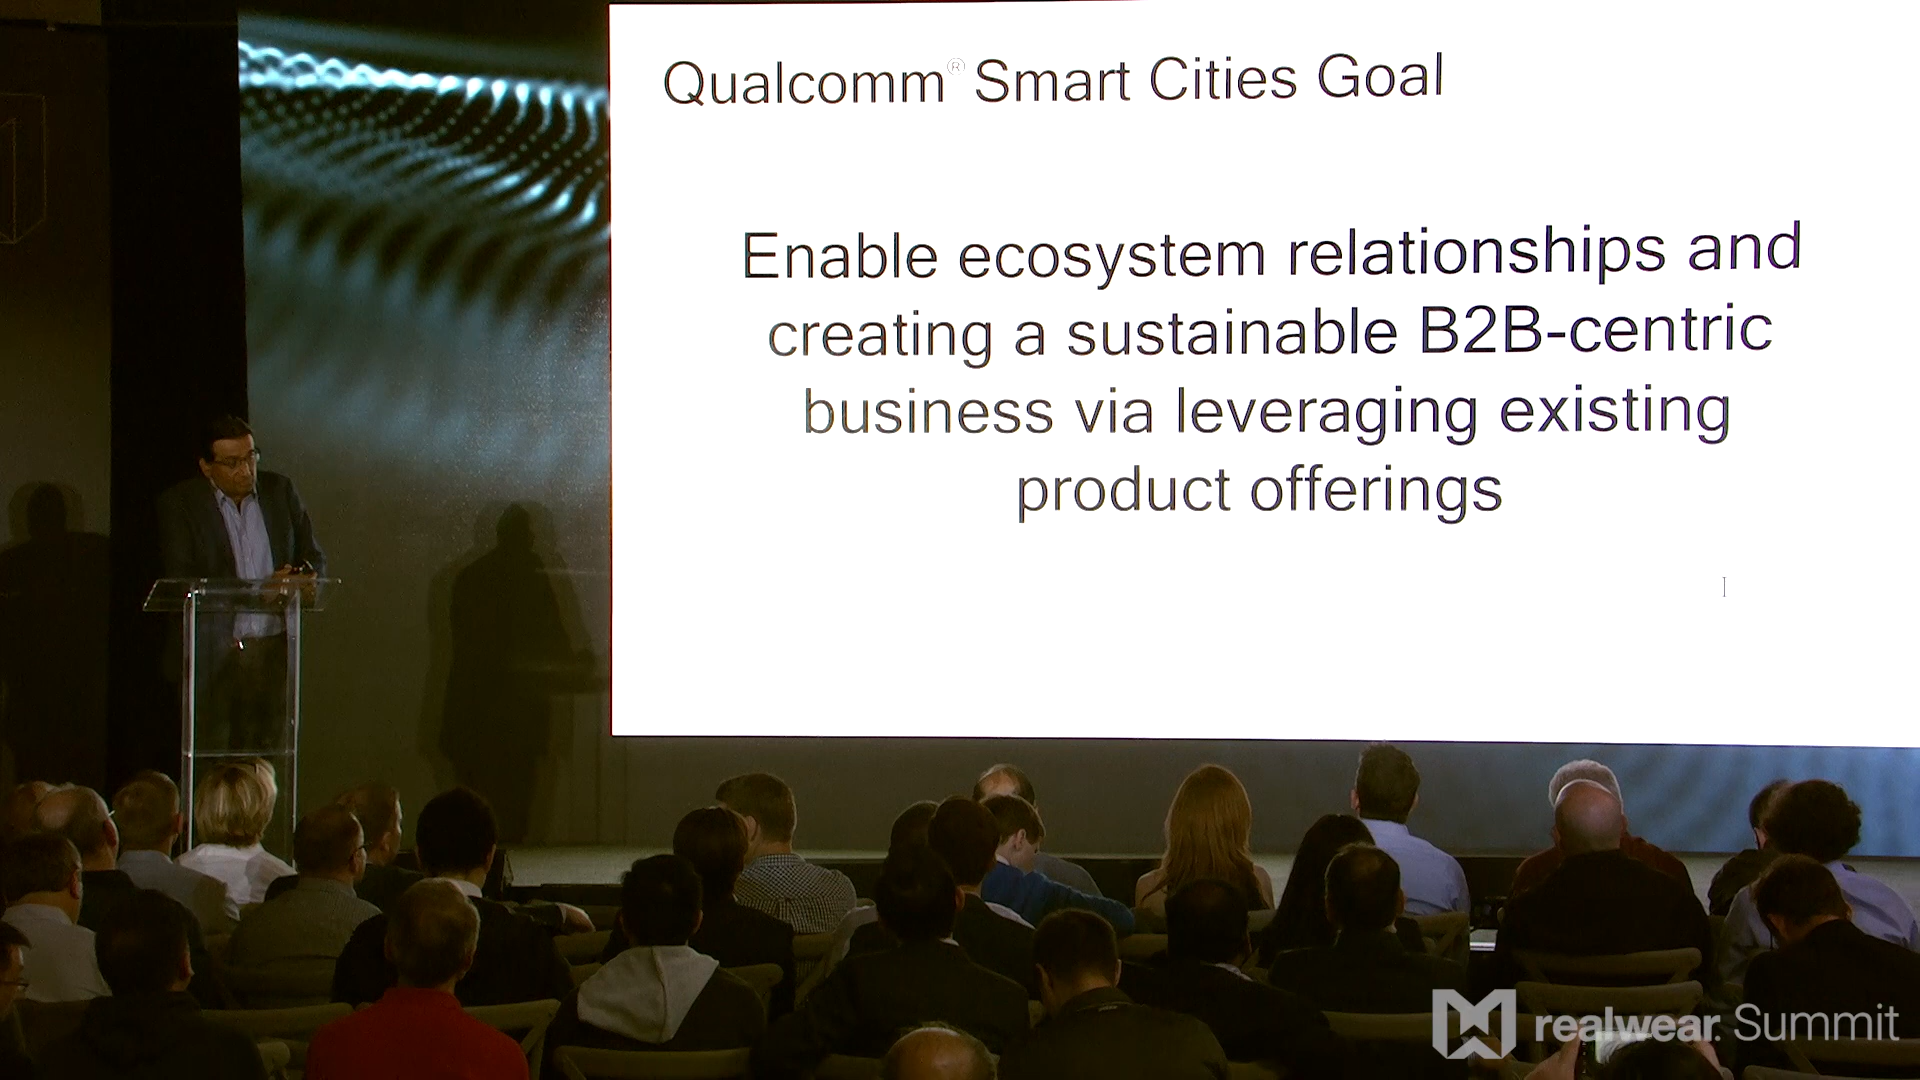 Qualcomm® Smart Cities Goal
Enable ecosystem relationships and
creating a sustainable B2B-centric
business via leveraging existing
product offerings
realwear. Summit